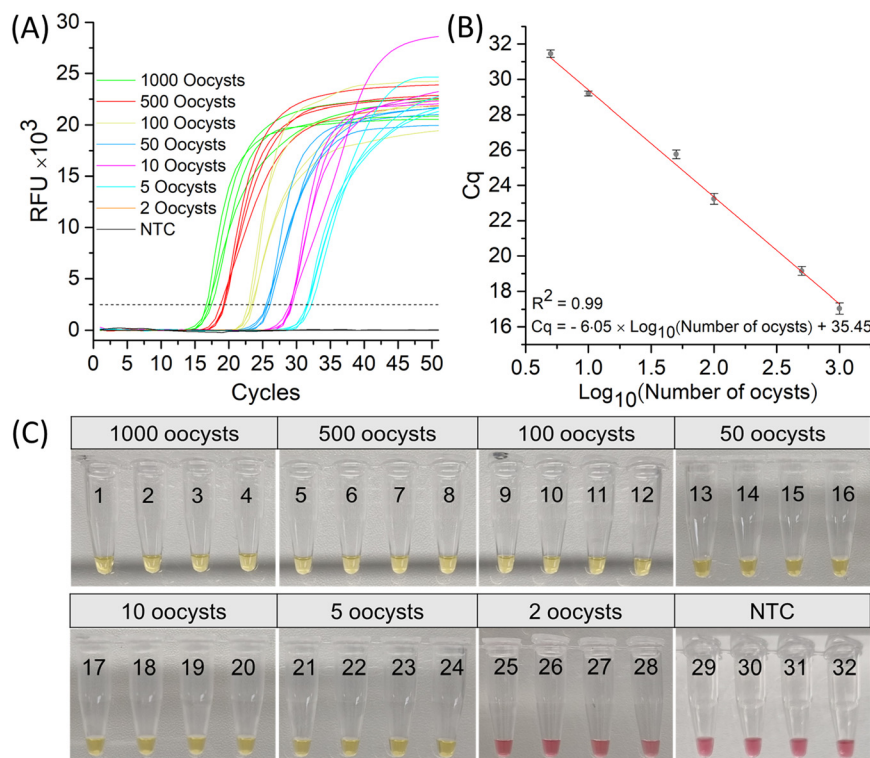 (A)
30
25
20
15
10
5
0
RFU ×10³
1000 Oocysts
500 Oocysts
100 Oocysts
50 Oocysts
10 Oocysts
5 Oocysts
2 Oocysts
NTC
0 5 10 15 20 25 30 35 40 45 50
Cycles
(B)
32
30
28
26
24
22
20
18
16
Cq
R² = 0.99
Cq = - 6·05 × Log₁₀(Number of ocysts) + 35.45
0.5 1.0 1.5 2.0 2.5 3.0
Log₁₀(Number of ocysts)
(C)
1000 oocysts 500 oocysts 100 oocysts 50 oocysts
1 2 3 4 5 6 7 8 9 10 11 12 13 14 15 16
10 oocysts 5 oocysts 2 oocysts NTC
17 18 19 20 21 22 23 24 25 26 27 28 29 30 31 32